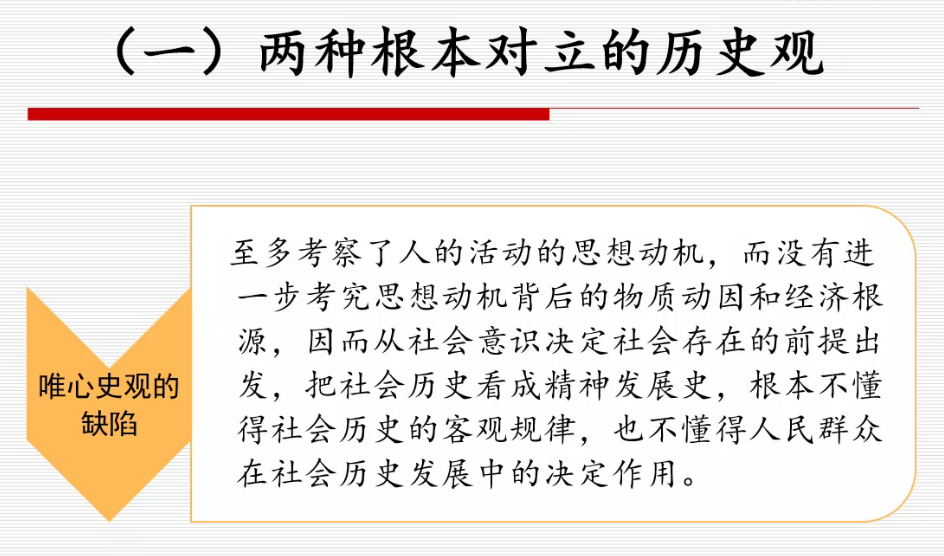 （一）两种根本对立的历史观
唯心史观的
缺陷
至多考察了人的活动的思想动机，而没有进
一步考究思想动机背后的物质动因和经济根
源，因而从社会意识决定社会存在的前提出
发，把社会历史看成精神发展史，根本不懂
得社会历史的客观规律，也不懂得人民群众
在社会历史发展中的决定作用。